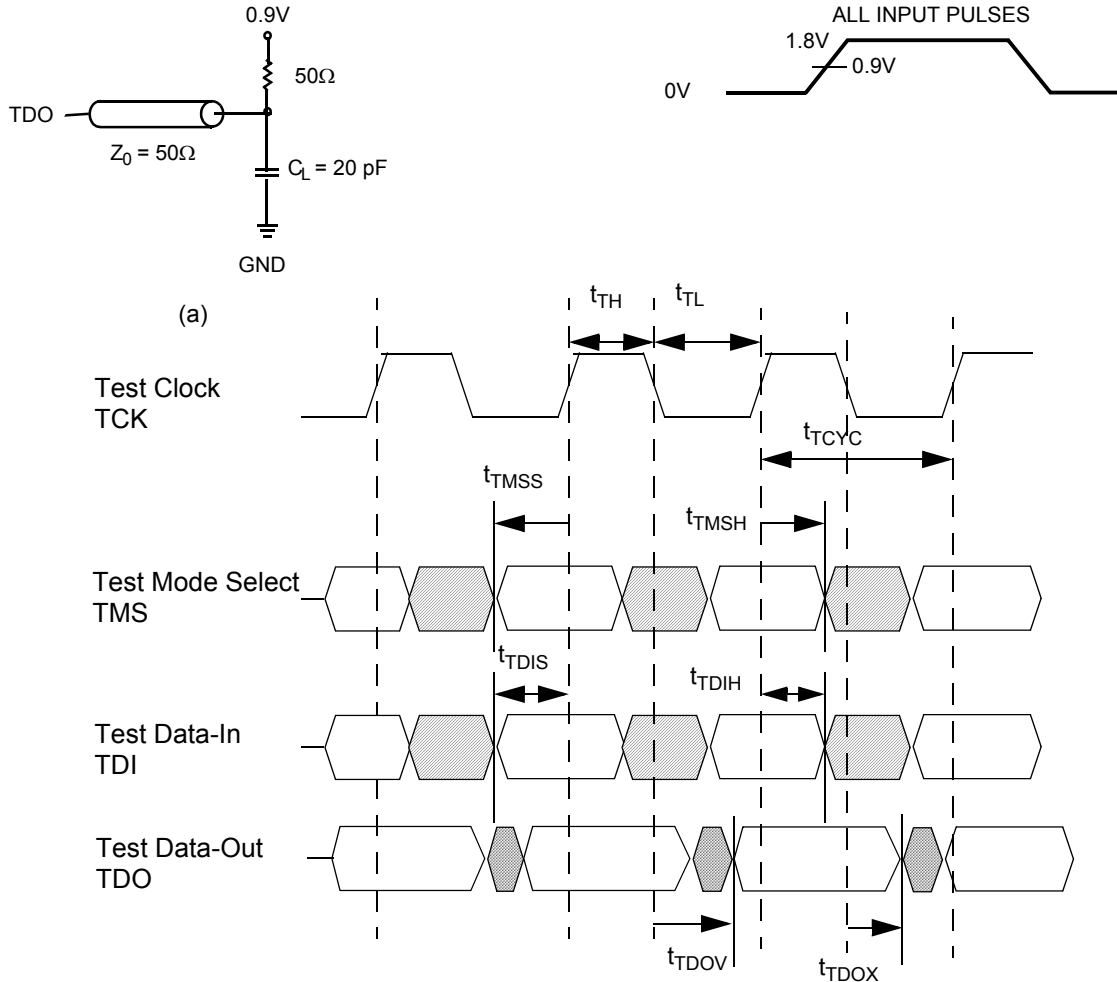 0.9V
50Ω
TDO
Z0 = 50Ω
CL = 20 pF
GND
(a)
ALL INPUT PULSES
1.8V
0.9V
0V
tTH
tTL
Test Clock
TCK
tTCYC
tTMSS
tTMSH
Test Mode Select
TMS
tTDIS
tTDIH
Test Data-In
TDI
Test Data-Out
TDO
tTDOV
tTDOX